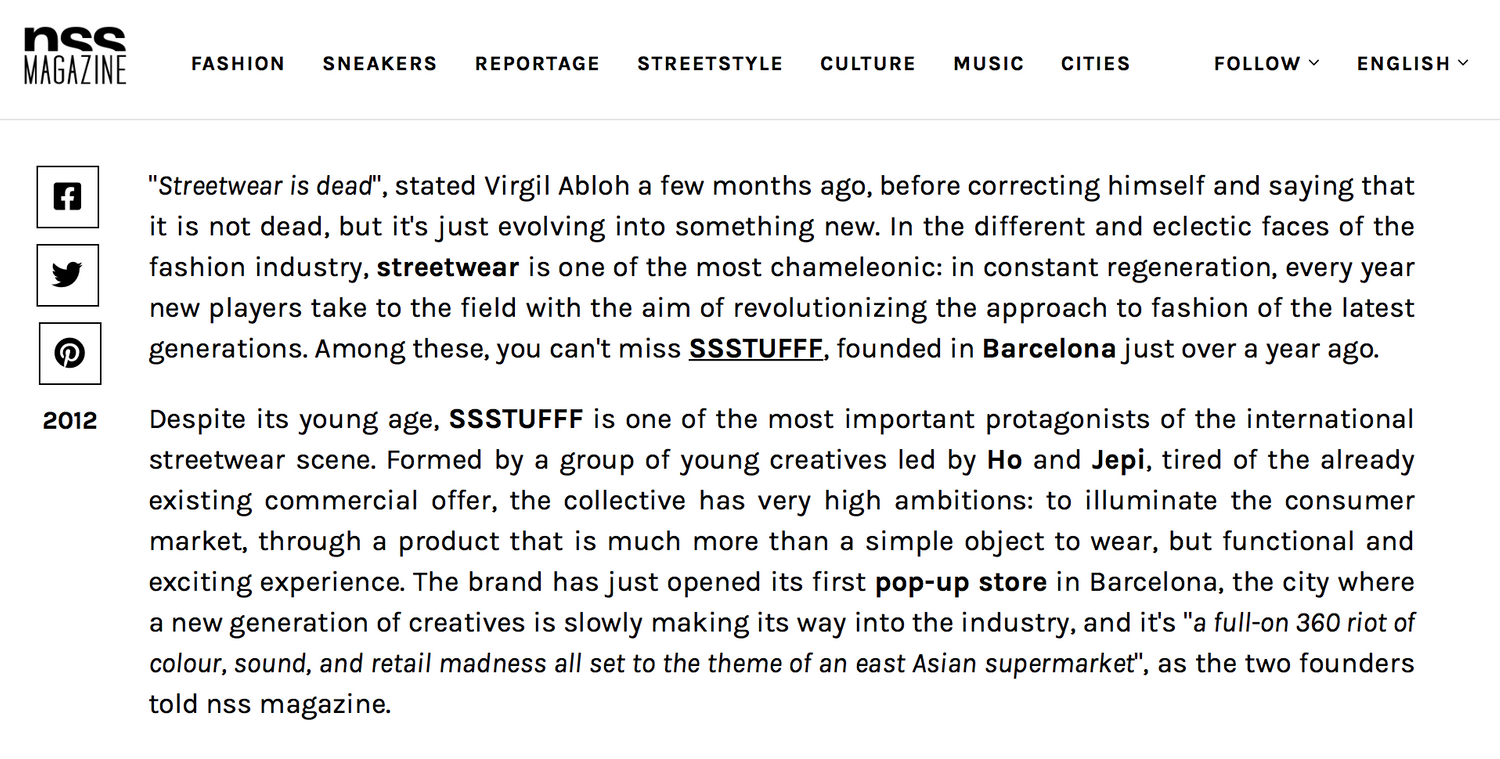 nss
MAGAZINE
FASHION SNEAKERS REPORTAGE STREETSTYLE CULTURE MUSIC CITIES FOLLOW ENGLISH
"Streetwear is dead", stated Virgil Abloh a few months ago, before correcting himself and saying that
it is not dead, but it's just evolving into something new. In the different and eclectic faces of the
fashion industry, streetwear is one of the most chameleonic: in constant regeneration, every year
new players take to the field with the aim of revolutionizing the approach to fashion of the latest
generations. Among these, you can't miss SSSTUFFF, founded in Barcelona just over a year ago.
2012
Despite its young age, SSSTUFFF is one of the most important protagonists of the international
streetwear scene. Formed by a group of young creatives led by Ho and Jepi, tired of the already
existing commercial offer, the collective has very high ambitions: to illuminate the consumer
market, through a product that is much more than a simple object to wear, but functional and
exciting experience. The brand has just opened its first pop-up store in Barcelona, the city where
a new generation of creatives is slowly making its way into the industry, and it's "a full-on 360 riot of
colour, sound, and retail madness all set to the theme of an east Asian supermarket", as the two founders
told nss magazine.